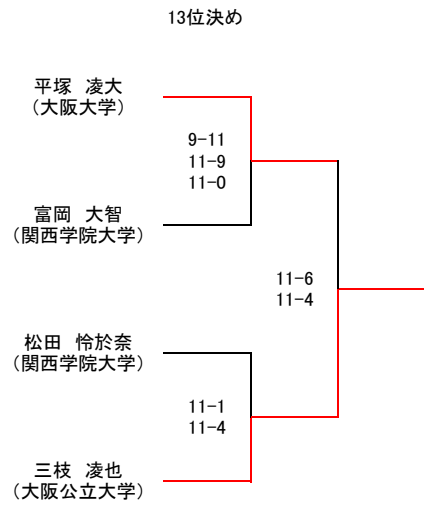 13位決め
平塚　凌大
（大阪大学）
9-11
11-9
11-0
富岡　大智
（関西学院大学）
11-6
11-4
松田　怜於奈
（関西学院大学）
11-1
11-4
三枝　凌也
（大阪公立大学）